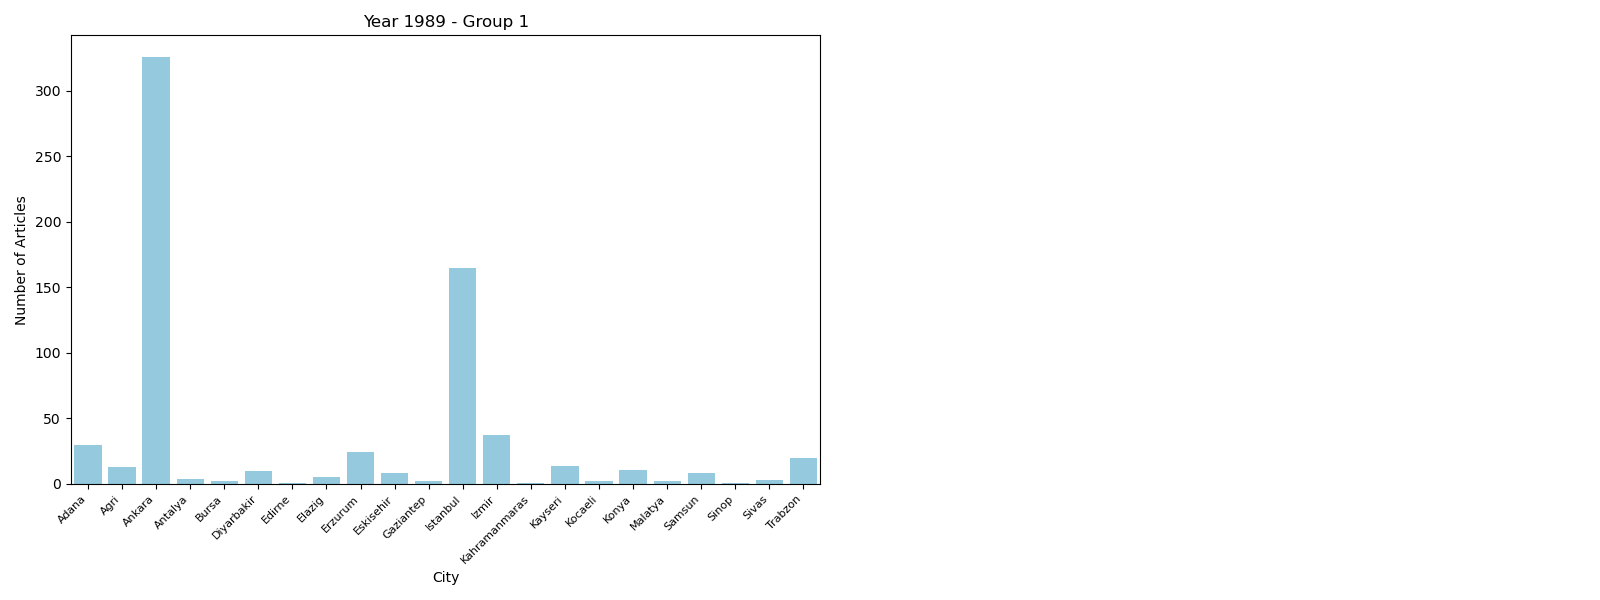 Year 1989 - Group 1
Number of Articles
300
250
200
150
100
50
0
Adana
Agri
Ankara
Antalya
Bursa
Diyarbakir
Edirne
Elazig
Erzurum
Eskisehir
Gaziantep
Istanbul
Izmir
Kahramanmaras
Kayseri
Kocaeli
Konya
Malatya
Samsun
Sinop
Sivas
Trabzon
City